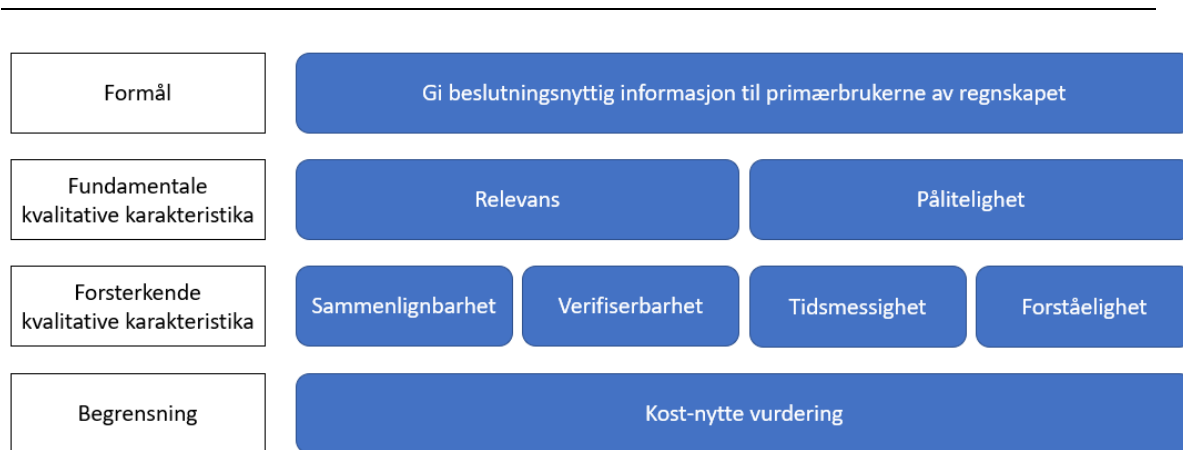 Formål
Gi beslutningsnyttig informasjon til primærbrukerne av regnskapet
Fundamentale
kvalitative karakteristika
Relevans
Pålitelighet
Forsterkende
kvalitative karakteristika
Sammenlignbarhet
Verifiserbarhet
Tidsmessighet
Forståelighet
Begrensning
Kost-nytte vurdering